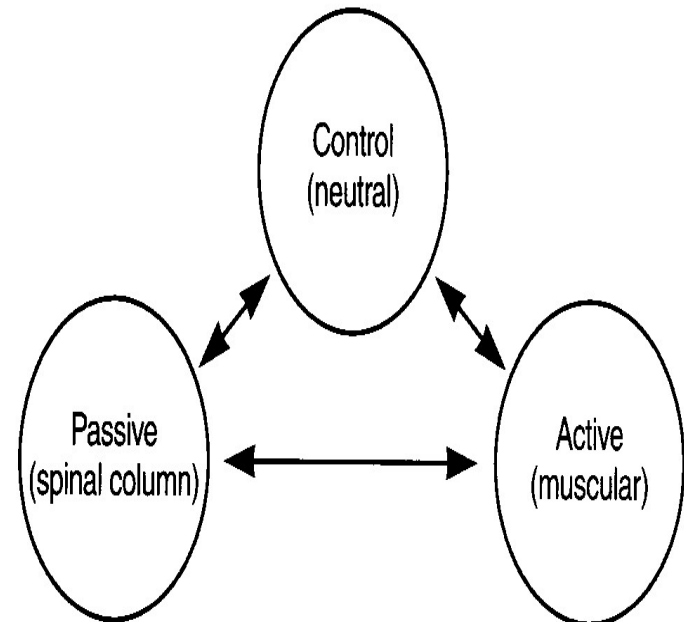 Control
(neutral)
Passive
(spinal column)
Active
(muscular)